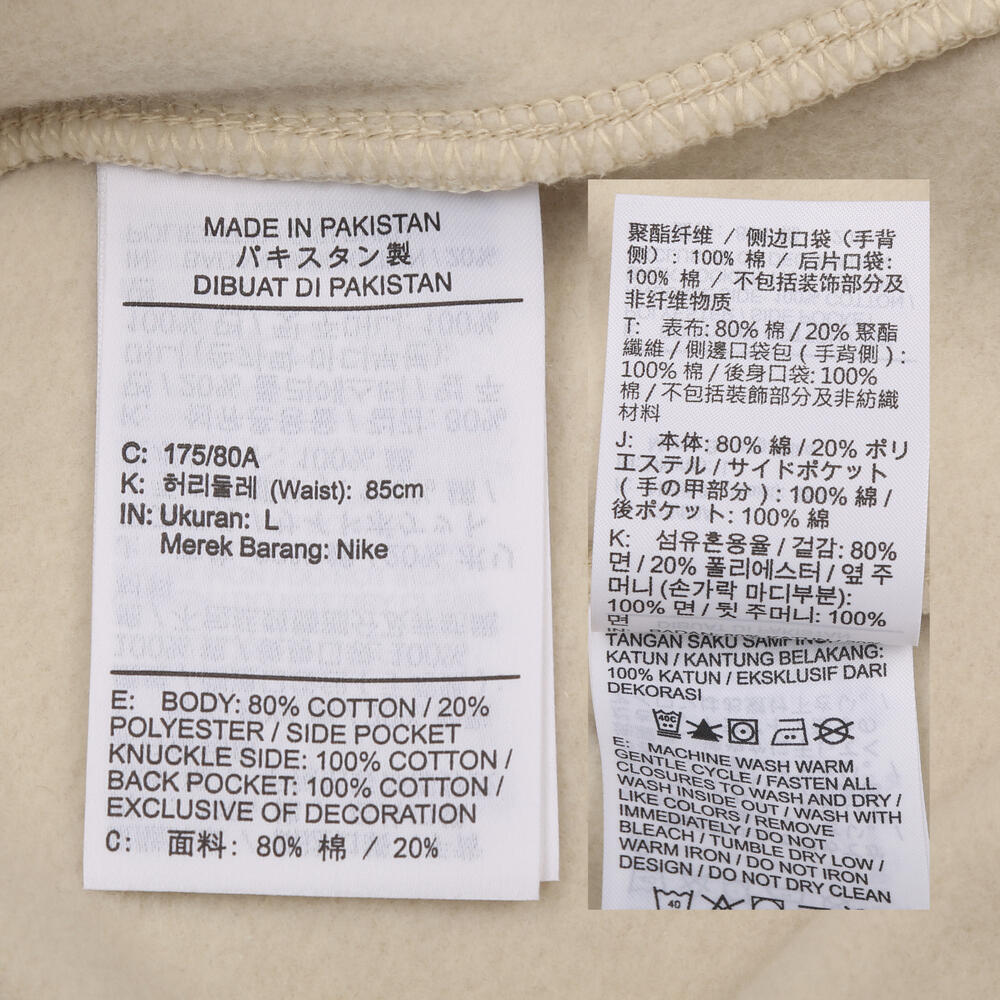 MADE IN PAKISTAN
パキスタン製
DIBUAT DI PAKISTAN
C: 175/80A
K: 허리둘레 (Waist): 85cm
IN: Ukuran: L
Merek Barang: Nike
E: BODY: 80% COTTON / 20%
POLYESTER / SIDE POCKET
KNUCKLE SIDE: 100% COTTON /
BACK POCKET: 100% COTTON /
EXCLUSIVE OF DECORATION
C: 面料: 80% 棉 / 20%
聚酯纤维 / 侧边口袋 (手背
侧) : 100% 棉 / 后片口袋:
100% 棉 / 不包括装饰部分及
非纤维物质
T: 表布: 80% 棉 / 20% 聚酯
纖維 / 側邊口袋包 ( 手背側 ) :
100% 棉 / 後身口袋: 100%
棉 / 不包括裝飾部分及非紡織
材料
J: 本体: 80% 綿 / 20% ポリ
エステル / サイドポケット
( 手の甲部分 ) : 100% 綿 /
後ポケット: 100% 綿
K: 섬유혼용율 / 겉감: 80%
면 / 20% 폴리에스터 / 옆 주
머니 (손가락 마디부분):
100% 면 / 뒷 주머니: 100%
면
TANGAN SAKU
KATUN / KANTUNG BELAKANG:
100% KATUN / EKSKLUSIF DARI
DEKORASI
40C
E: MACHINE WASH WARM
GENTLE CYCLE / FASTEN ALL
CLOSURES TO WASH AND DRY /
WASH INSIDE OUT / WASH WITH
LIKE COLORS / REMOVE
IMMEDIATELY / DO NOT
BLEACH / TUMBLE DRY LOW /
WARM IRON / DO NOT IRON
DESIGN / DO NOT DRY CLEAN
40